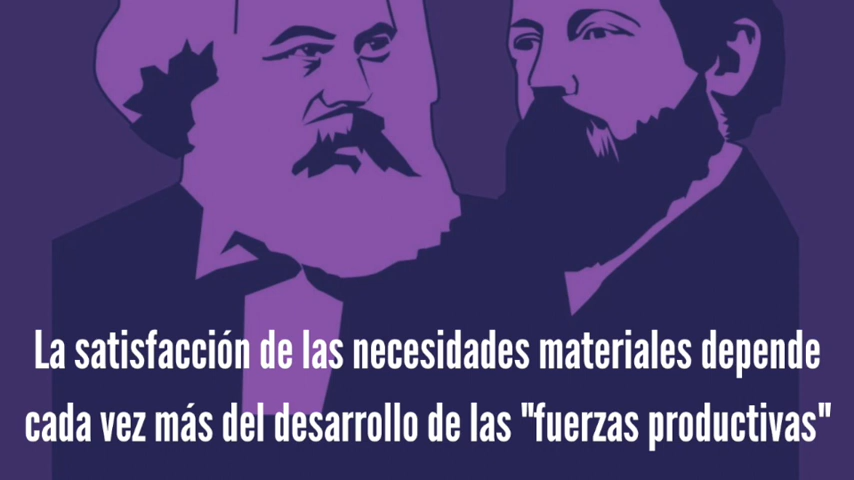 La satisfacción de las necesidades materiales depende
cada vez más del desarrollo de las "fuerzas productivas"